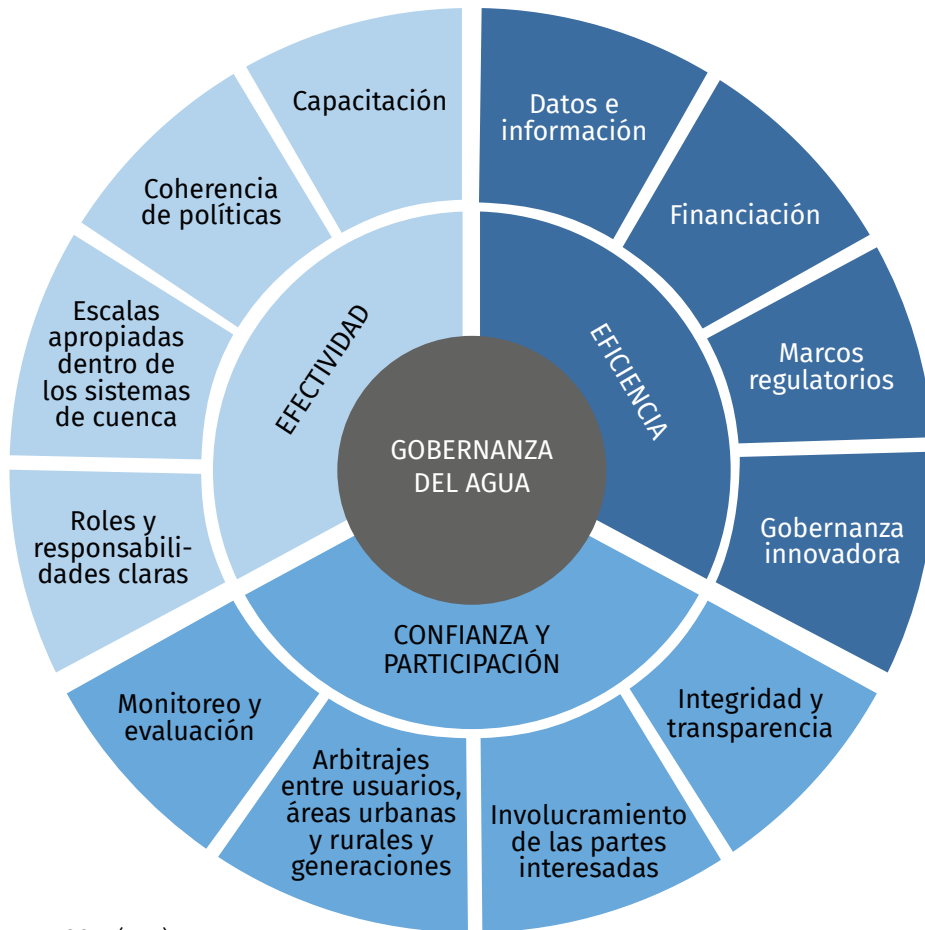 Capacitación
Datos e
información
Coherencia
de políticas
Financiación
Escalas
apropiadas
dentro de
los sistemas
de cuenca
EFECTIVIDAD
EFICIENCIA
Marcos
regulatorios
GOBERNANZA
DEL AGUA
Roles y
responsabili-
dades claras
Gobernanza
innovadora
CONFIANZA Y
PARTICIPACIÓN
Monitoreo y
evaluación
Integridad y
transparencia
Arbitrajes
entre usuarios,
áreas urbanas
y rurales y
generaciones
Involucramiento
de las partes
interesadas